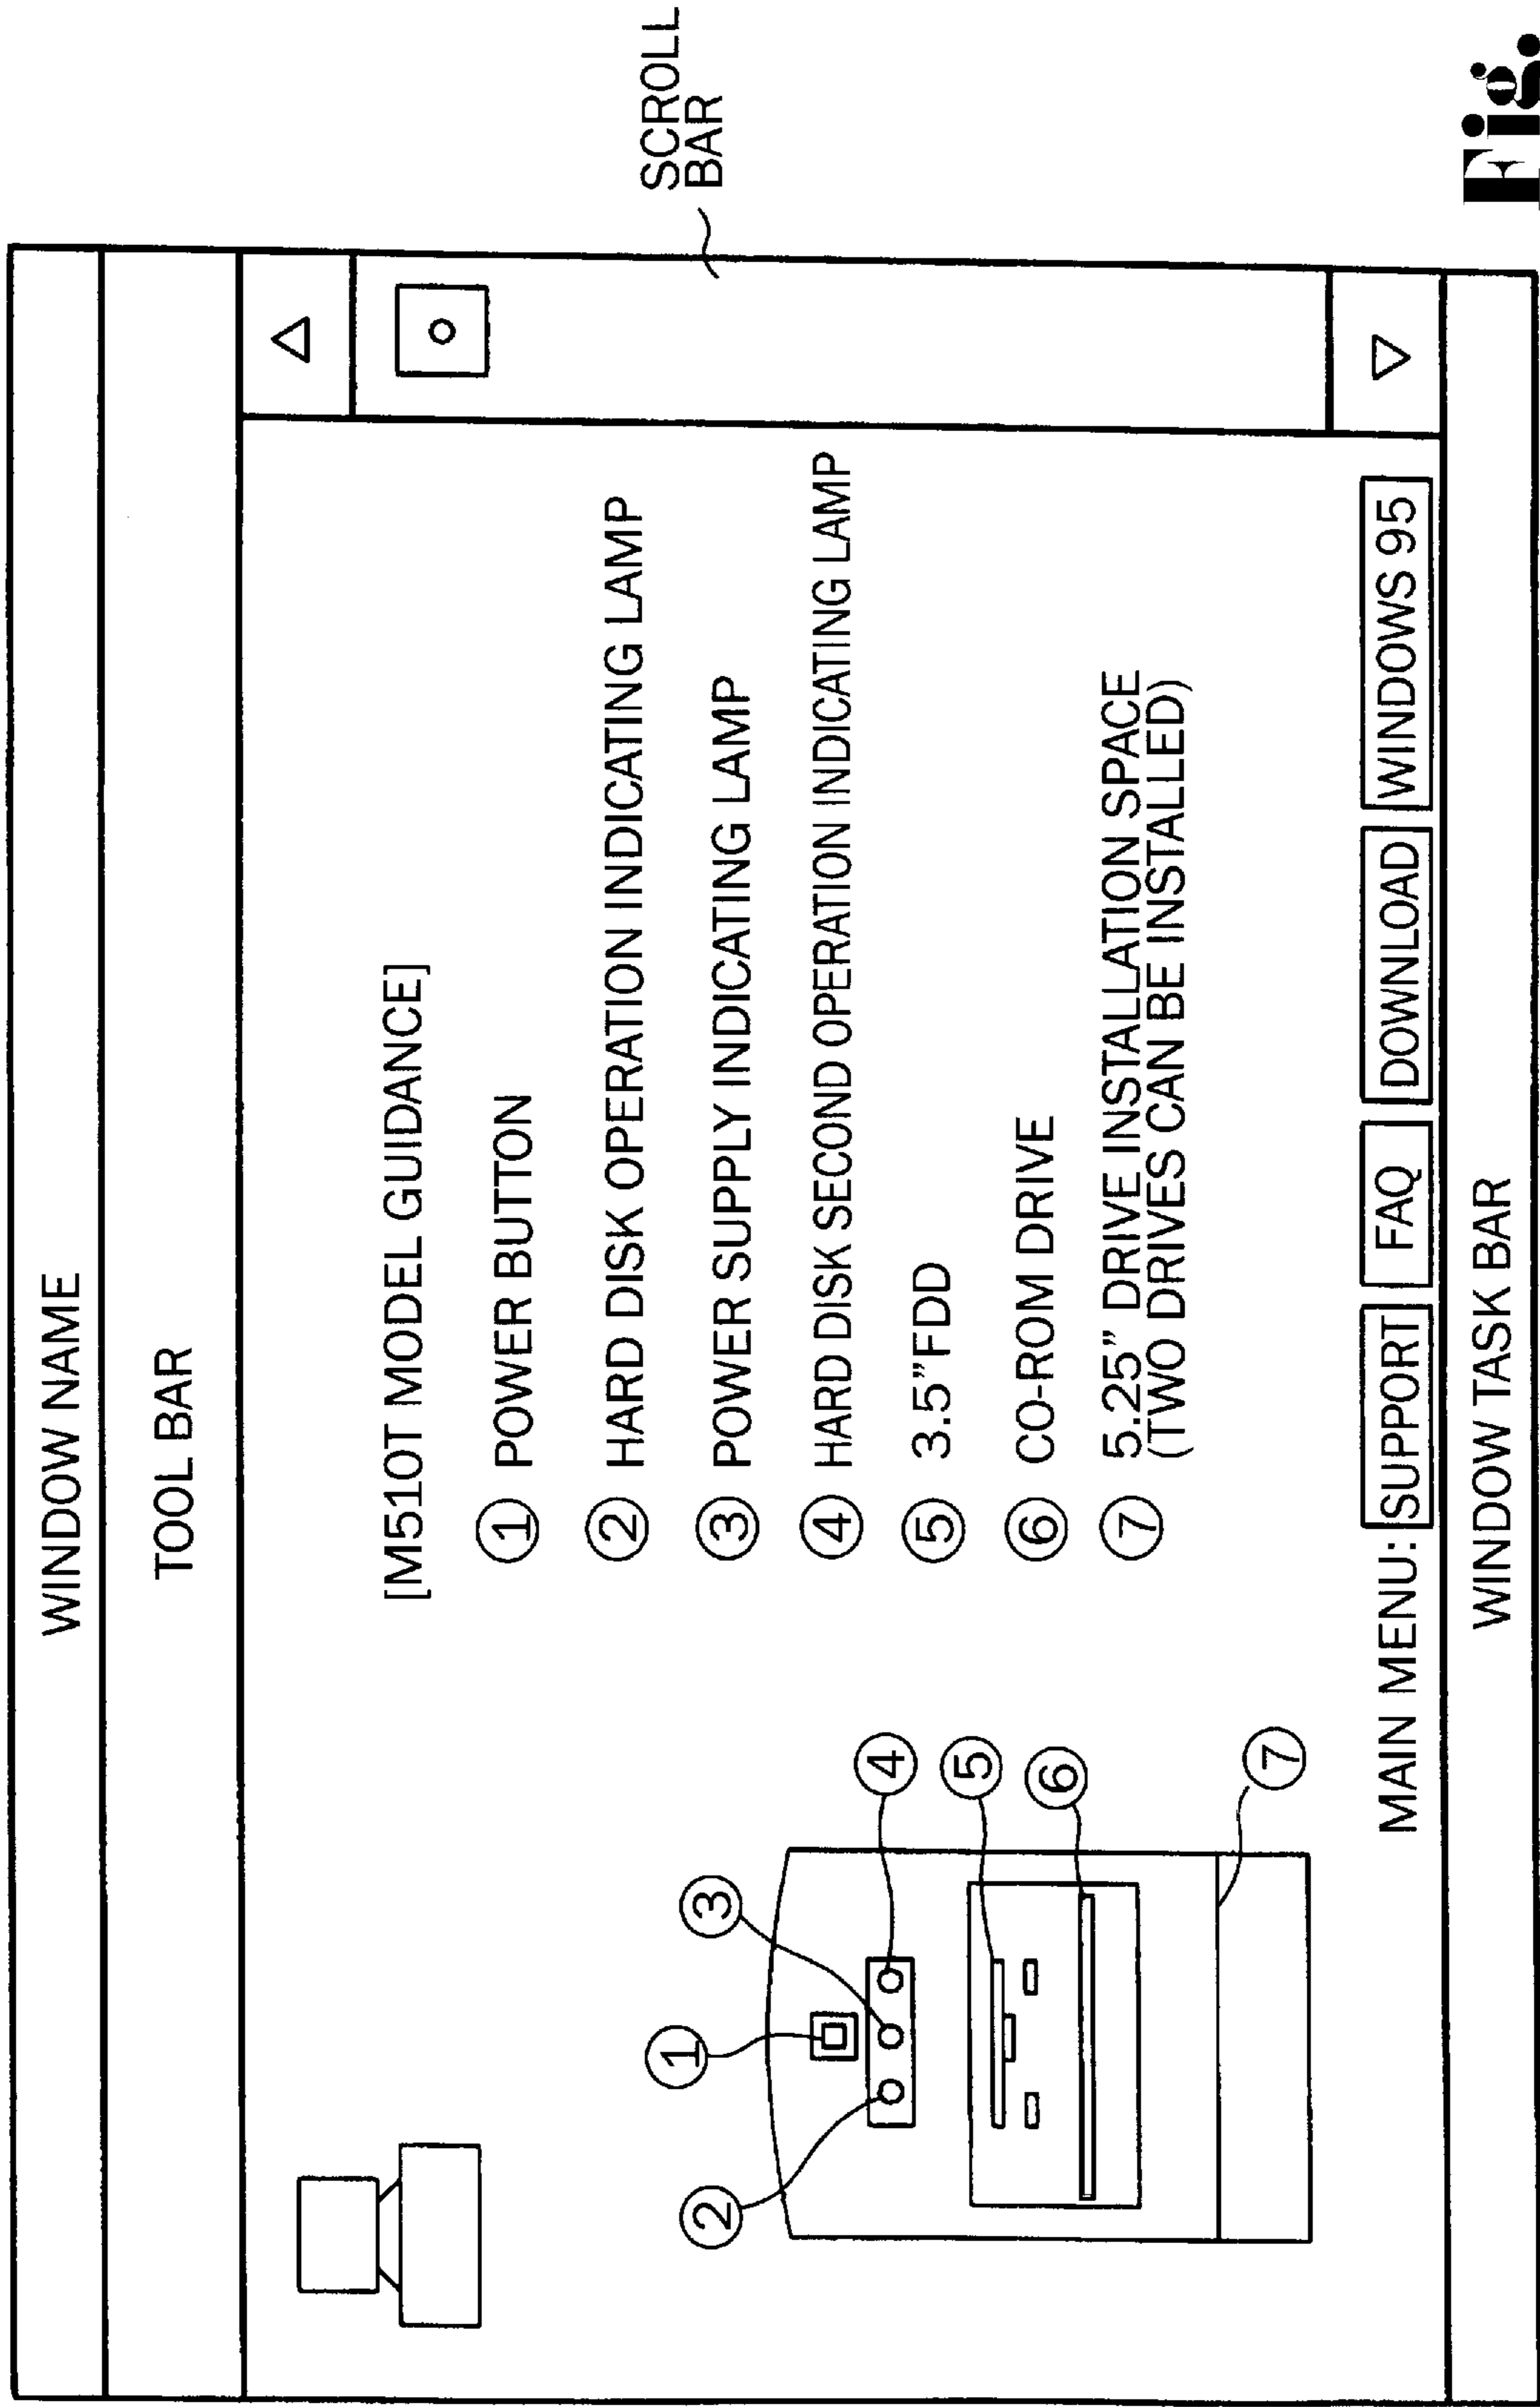 WINDOW NAME
TOOL BAR
[M510T MODEL GUIDANCE]
① POWER BUTTON
② HARD DISK OPERATION INDICATING LAMP
③ POWER SUPPLY INDICATING LAMP
④ HARD DISK SECOND OPERATION INDICATING LAMP
⑤ 3.5”FDD
⑥ CO-ROM DRIVE
⑦ 5.25” DRIVE INSTALLATION SPACE
(TWO DRIVES CAN BE INSTALLED)
①
②
③
④
⑤
⑥
⑦
MAIN MENU: SUPPORT FAQ DOWNLOAD WINDOWS 95
WINDOW TASK BAR
SCROLL
BAR
Fig.